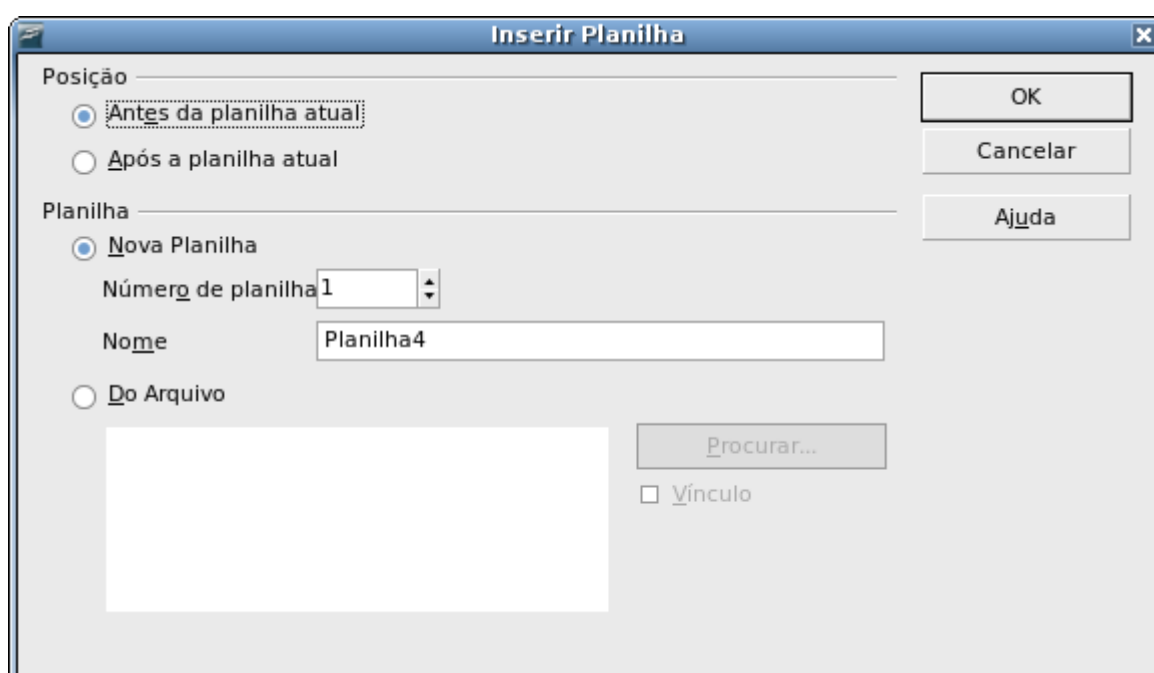 Inserir Planilha
Posição
Antes da planilha atual
Após a planilha atual
OK
Cancelar
Ajuda
Planilha
Nova Planilha
Número de planilha 1
Nome Planilha4
Do Arquivo
Procurar...
Vínculo